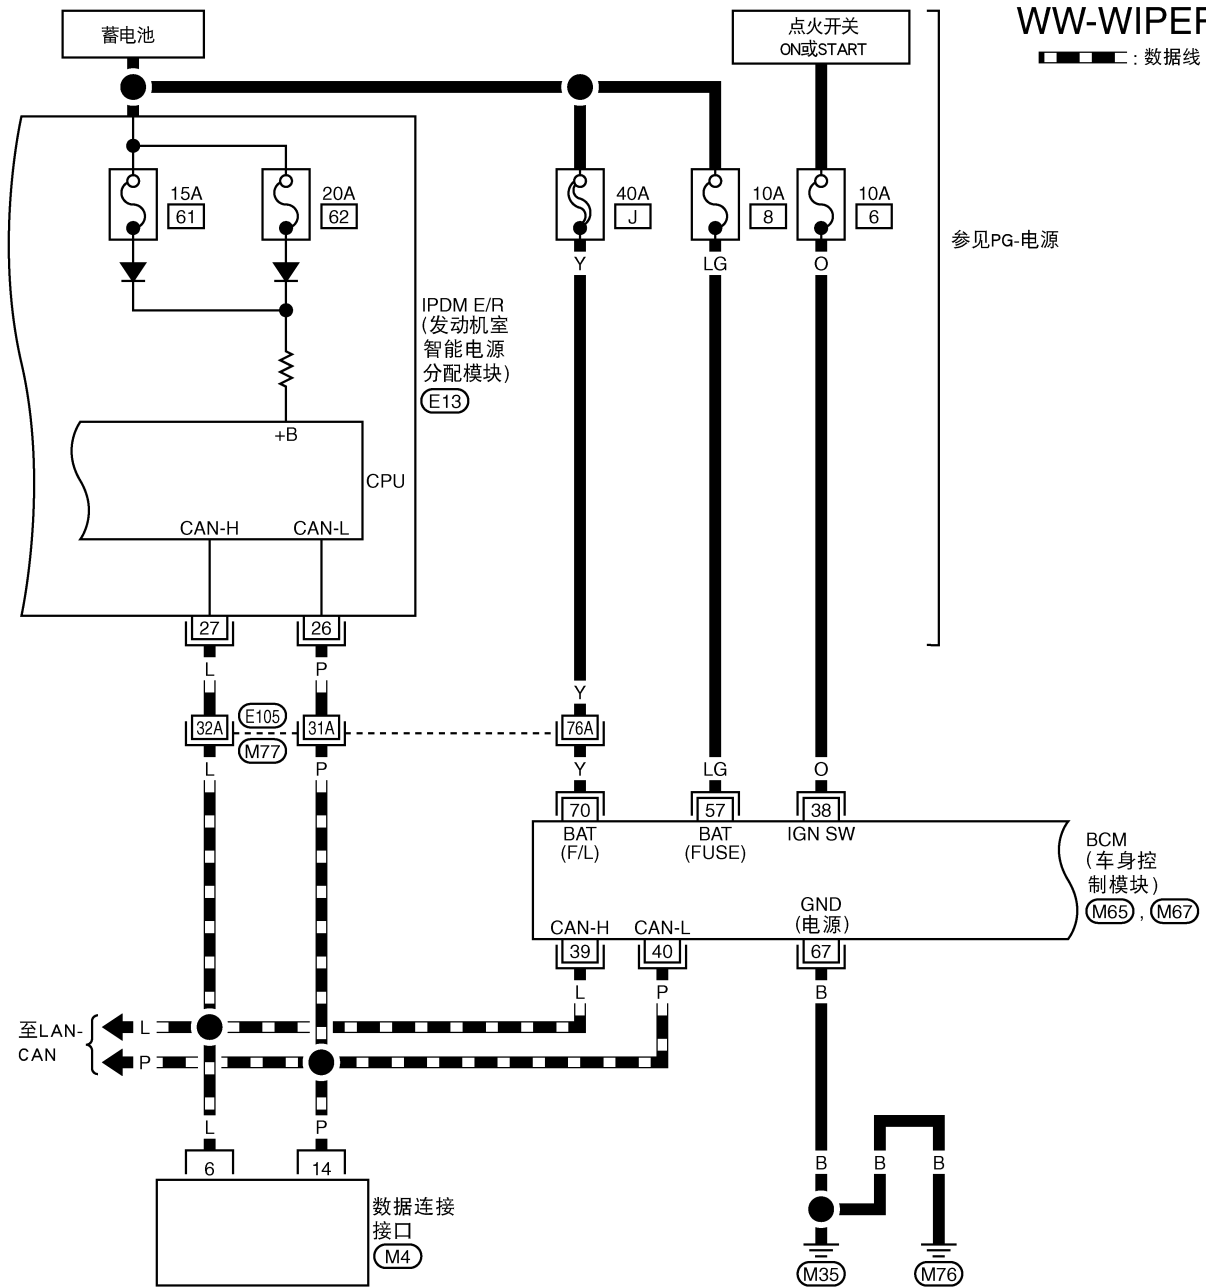 WW-WIPER
: 数据线
蓄电池
点火开关
ON或START
15A
61
20A
62
40A
J
10A
8
10A
6
参见PG-电源
Y
LG
O
IPDM E/R
(发动机室
智能电源
分配模块)
E13
+B
CPU
CAN-H
CAN-L
27
26
L
P
Y
32A
E105
31A
76A
M77
L
P
Y
LG
O
70
57
38
BAT
(F/L)
BAT
(FUSE)
IGN SW
BCM
(车身控
制模块)
M65 , M67
GND
(电源)
CAN-H
CAN-L
39
40
67
L
P
B
至LAN-
CAN
L
P
L
P
B
B
B
6
14
数据连接
接口
M4
M35
M76